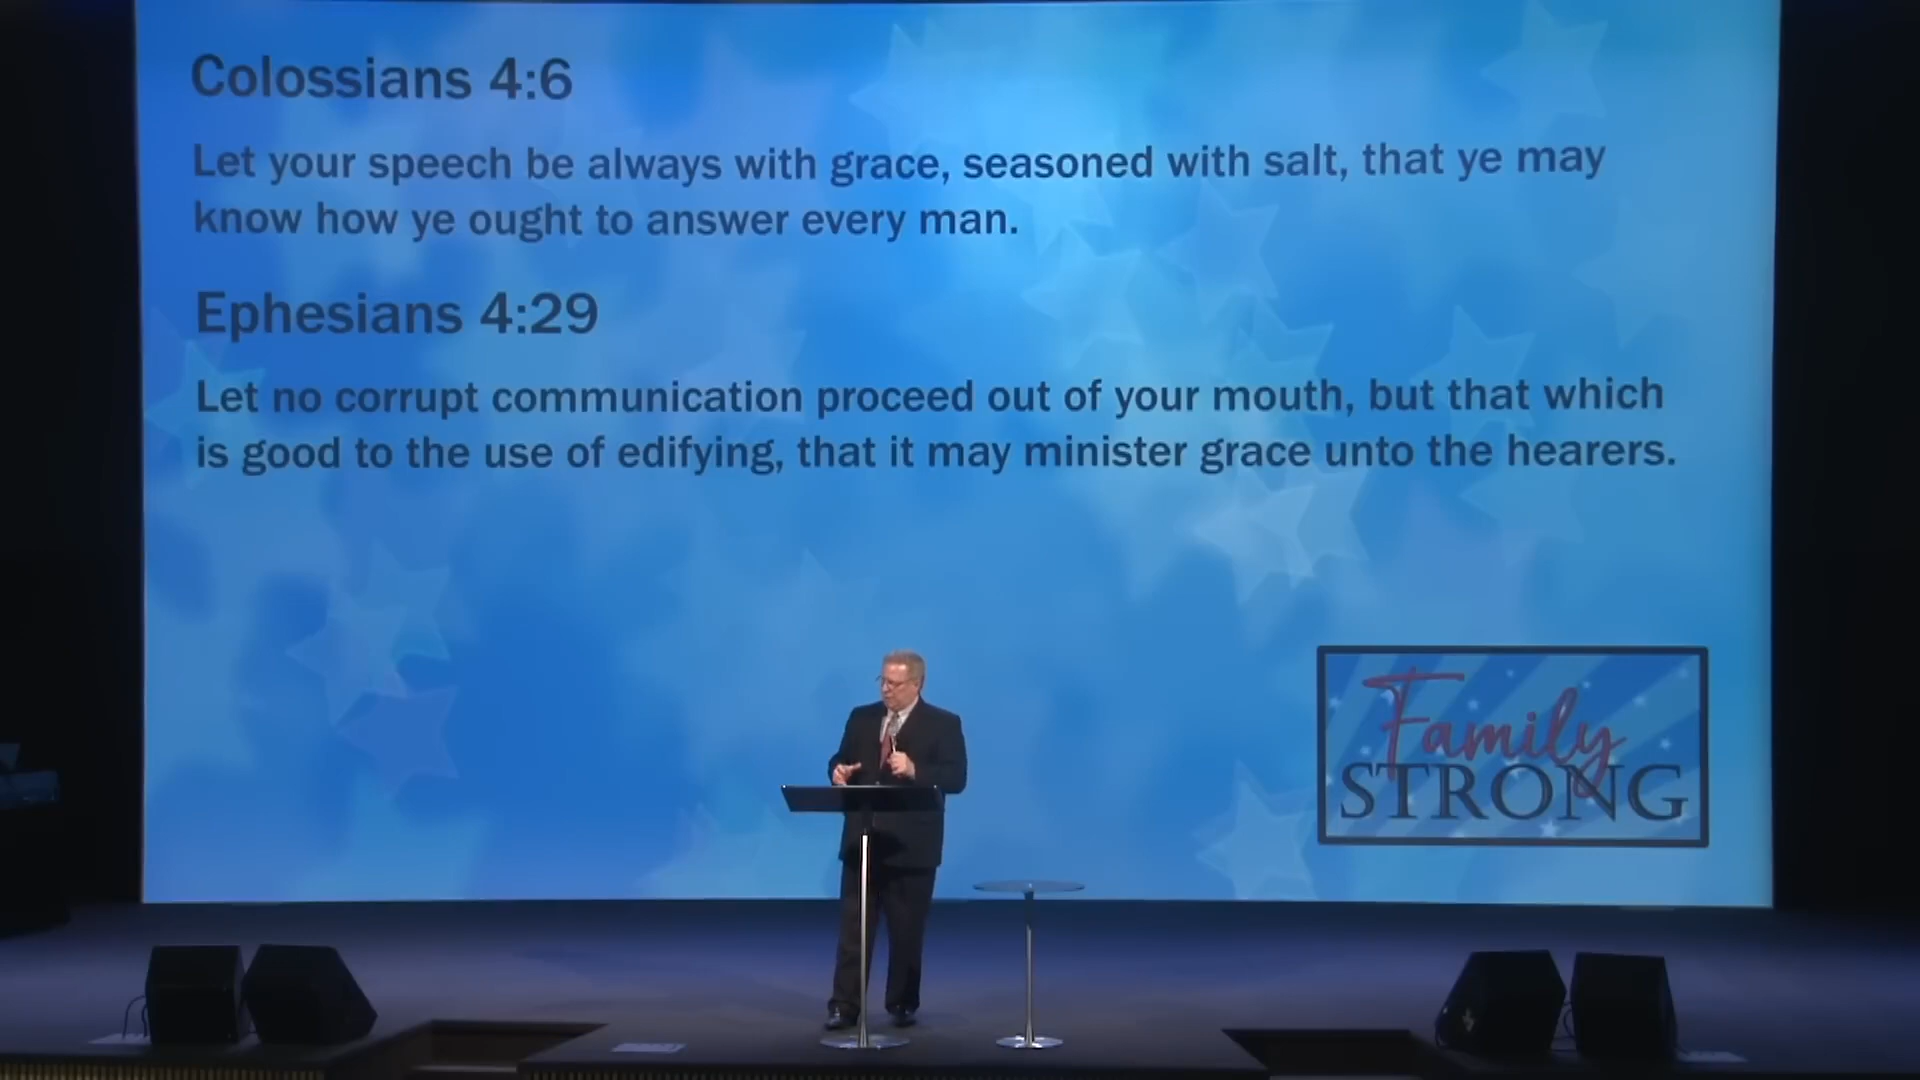 Colossians 4:6
Let your speech be always with grace, seasoned with salt, that ye may
know how ye ought to answer every man.
Ephesians 4:29
Let no corrupt communication proceed out of your mouth, but that which
is good to the use of edifying, that it may minister grace unto the hearers.
Family
STRONG